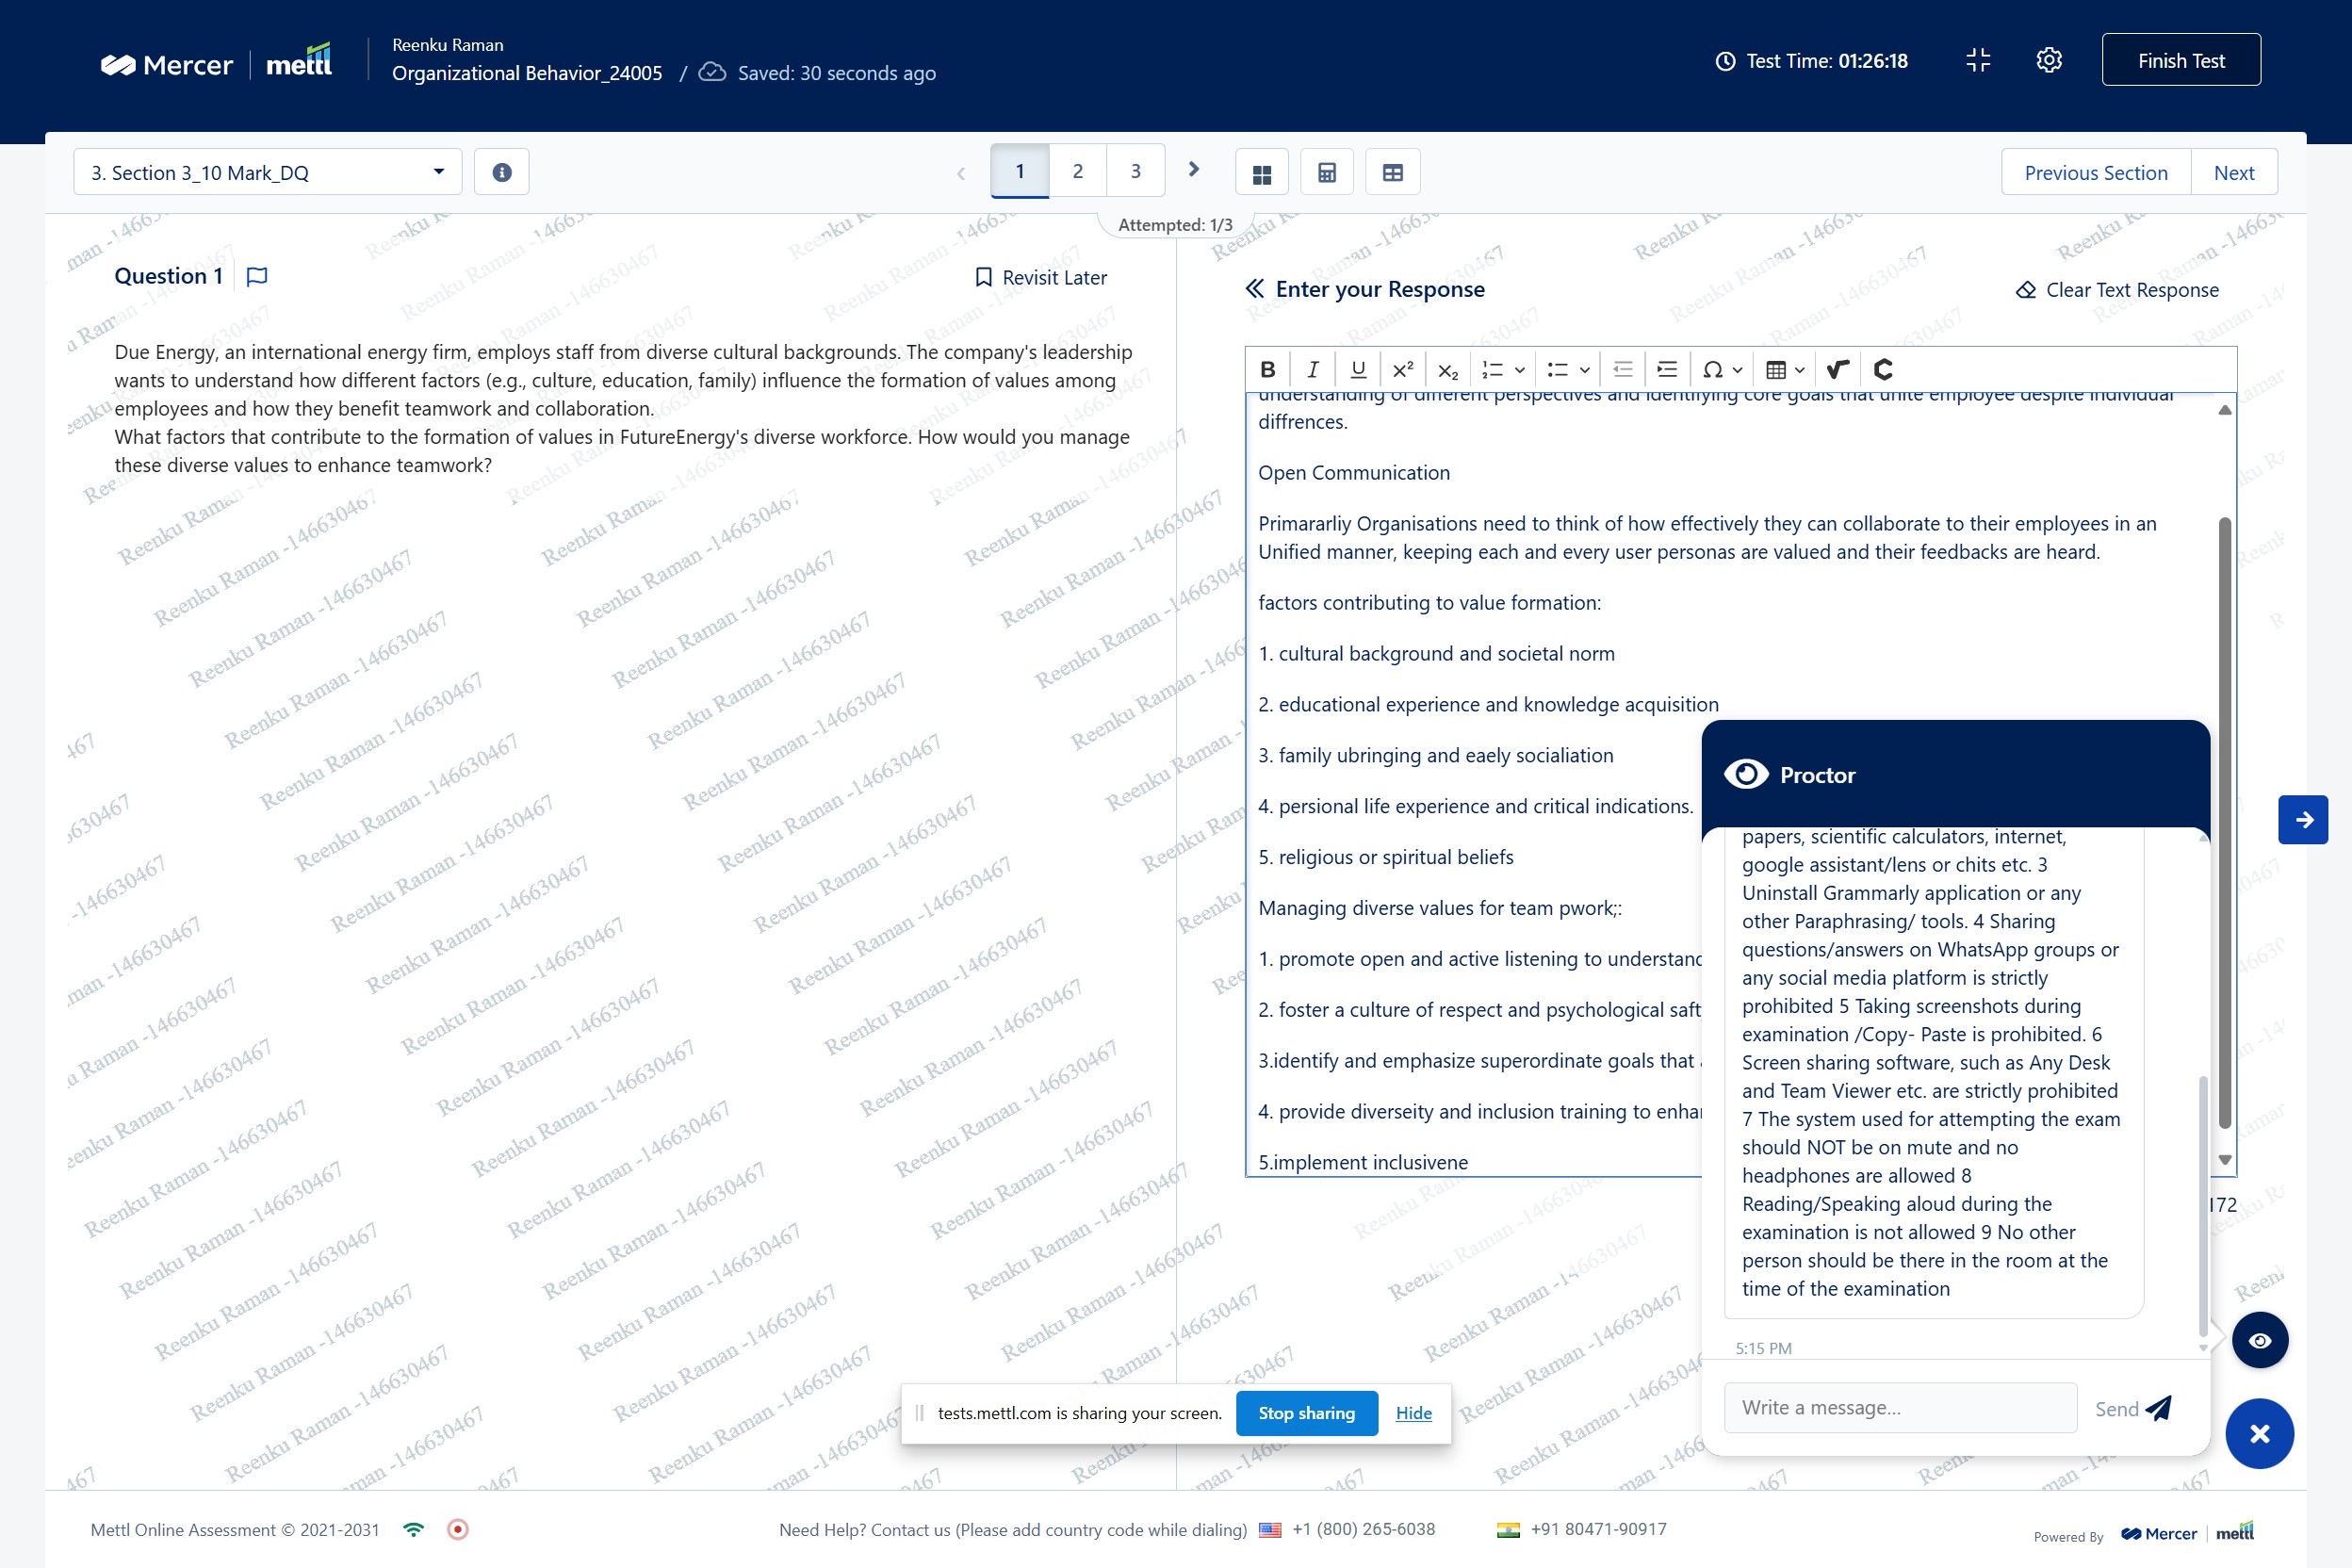 Mercer
mettl
Reenku Raman
Organizational Behavior_24005 / Saved: 30 seconds ago
Test Time: 01:26:18
Finish Test
3. Section 3_10 Mark_DQ
1
2
3
Previous Section
Next
Attempted: 1/3
Question 1
Revisit Later
Due Energy, an international energy firm, employs staff from diverse cultural backgrounds. The company's leadership
wants to understand how different factors (e.g., culture, education, family) influence the formation of values among
employees and how they benefit teamwork and collaboration.
What factors that contribute to the formation of values in FutureEnergy's diverse workforce. How would you manage
these diverse values to enhance teamwork?
Enter your Response
Clear Text Response
understanding of different perspectives and identifying core goals that unite employee despite individual
diffrences.
Open Communication
Primararliy Organisations need to think of how effectively they can collaborate to their employees in an
Unified manner, keeping each and every user personas are valued and their feedbacks are heard.
factors contributing to value formation:
1. cultural background and societal norm
2. educational experience and knowledge acquisition
3. family ubringing and eaely socialiation
4. persional life experience and critical indications.
5. religious or spiritual beliefs
Managing diverse values for team pwork;:
1. promote open and active listening to understand
2. foster a culture of respect and psychological saft
3.identify and emphasize superordinate goals that
4. provide diverseity and inclusion training to enha
5.implement inclusivene
172
Proctor
papers, scientific calculators, internet,
google assistant/lens or chits etc. 3
Uninstall Grammarly application or any
other Paraphrasing/ tools. 4 Sharing
questions/answers on WhatsApp groups or
any social media platform is strictly
prohibited 5 Taking screenshots during
examination /Copy- Paste is prohibited. 6
Screen sharing software, such as Any Desk
and Team Viewer etc. are strictly prohibited
7 The system used for attempting the exam
should NOT be on mute and no
headphones are allowed 8
Reading/Speaking aloud during the
examination is not allowed 9 No other
person should be there in the room at the
time of the examination
5:15 PM
Write a message...
Send
tests.mettl.com is sharing your screen.
Stop sharing
Hide
Reenku Raman -146630467
Mettl Online Assessment © 2021-2031
Need Help? Contact us (Please add country code while dialing) +1 (800) 265-6038
+91 80471-90917
Powered By Mercer mettl